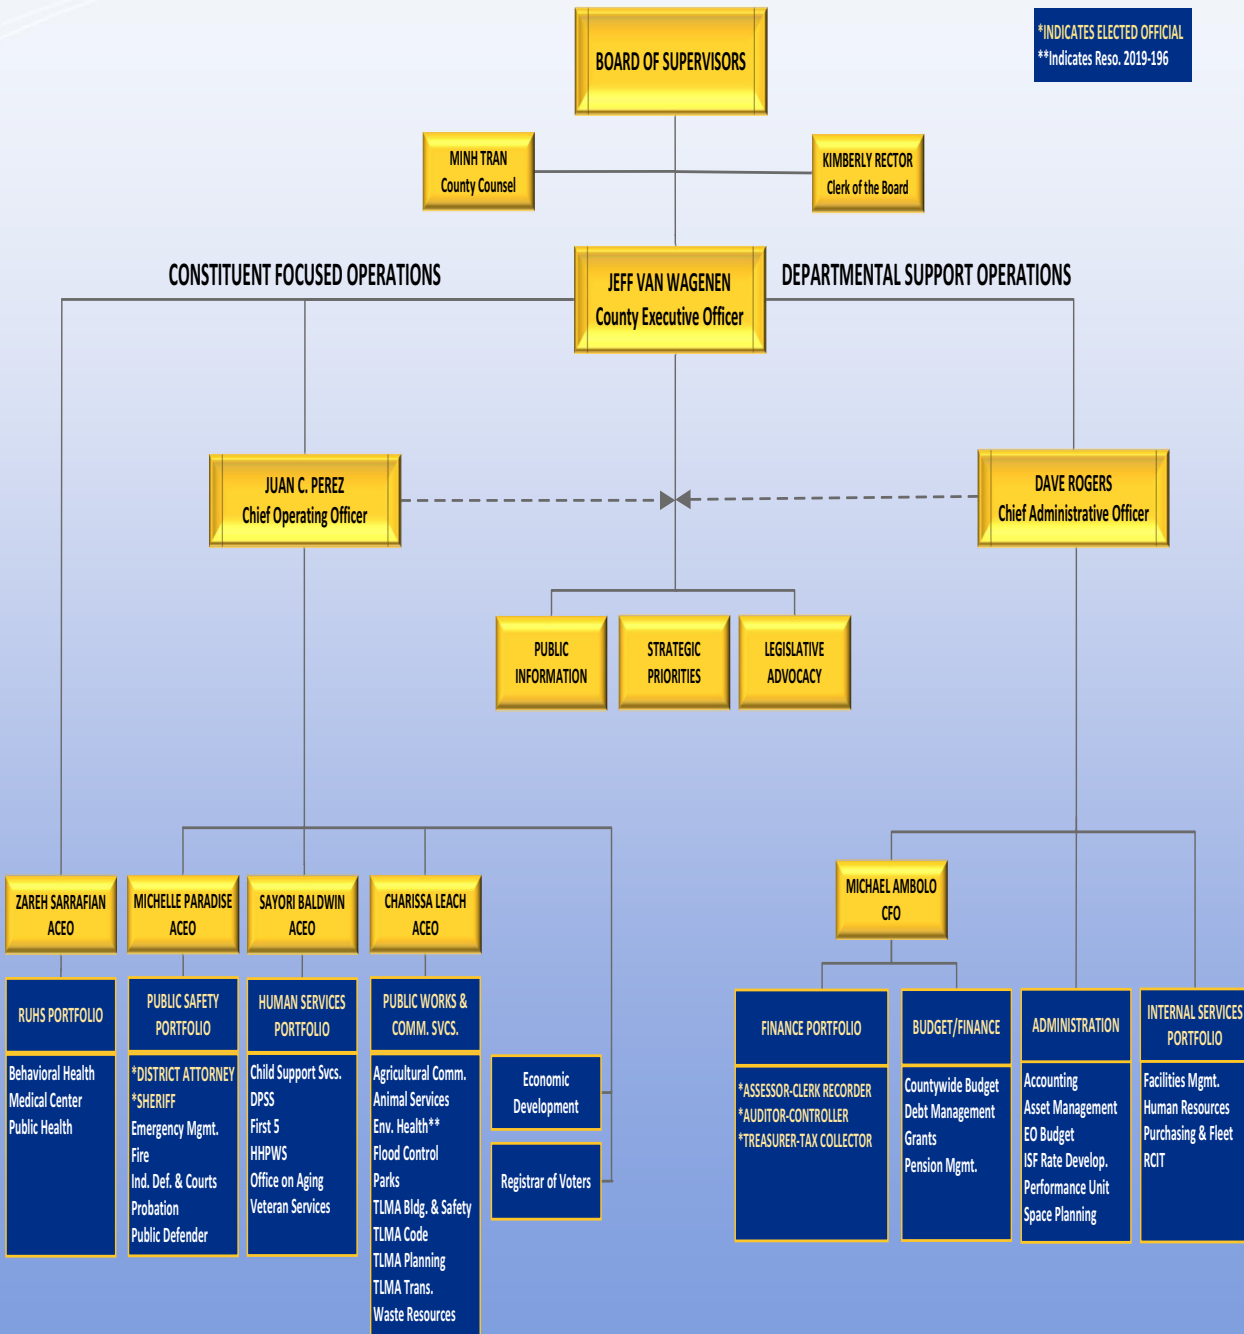 *INDICATES ELECTED OFFICIAL
**Indicates Reso. 2019-196
BOARD OF SUPERVISORS
MINH TRAN
County Counsel
KIMBERLY RECTOR
Clerk of the Board
CONSTITUENT FOCUSED OPERATIONS
JEFF VAN WAGENEN
County Executive Officer
DEPARTMENTAL SUPPORT OPERATIONS
JUAN C. PEREZ
Chief Operating Officer
DAVE ROGERS
Chief Administrative Officer
PUBLIC
INFORMATION
STRATEGIC
PRIORITIES
LEGISLATIVE
ADVOCACY
ZAREH SARRAFIAN
ACEO
MICHELLE PARADISE
ACEO
SAYORI BALDWIN
ACEO
CHARISSA LEACH
ACEO
MICHAEL AMBOLO
CFO
RUHS PORTFOLIO
Behavioral Health
Medical Center
Public Health
PUBLIC SAFETY
PORTFOLIO
*DISTRICT ATTORNEY
*SHERIFF
Emergency Mgmt.
Fire
Ind. Def. & Courts
Probation
Public Defender
HUMAN SERVICES
PORTFOLIO
Child Support Svcs.
DPSS
First 5
HHPWS
Office on Aging
Veteran Services
PUBLIC WORKS &
COMM. SVCS.
Agricultural Comm.
Animal Services
Env. Health**
Flood Control
Parks
TLMA Bldg. & Safety
TLMA Code
TLMA Planning
TLMA Trans.
Waste Resources
Economic
Development
Registrar of Voters
FINANCE PORTFOLIO
*ASSESSOR-CLERK RECORDER
*AUDITOR-CONTROLLER
*TREASURER-TAX COLLECTOR
BUDGET/FINANCE
Countywide Budget
Debt Management
Grants
Pension Mgmt.
ADMINISTRATION
Accounting
Asset Management
EO Budget
ISF Rate Develop.
Performance Unit
Space Planning
INTERNAL SERVICES
PORTFOLIO
Facilities Mgmt.
Human Resources
Purchasing & Fleet
RCIT